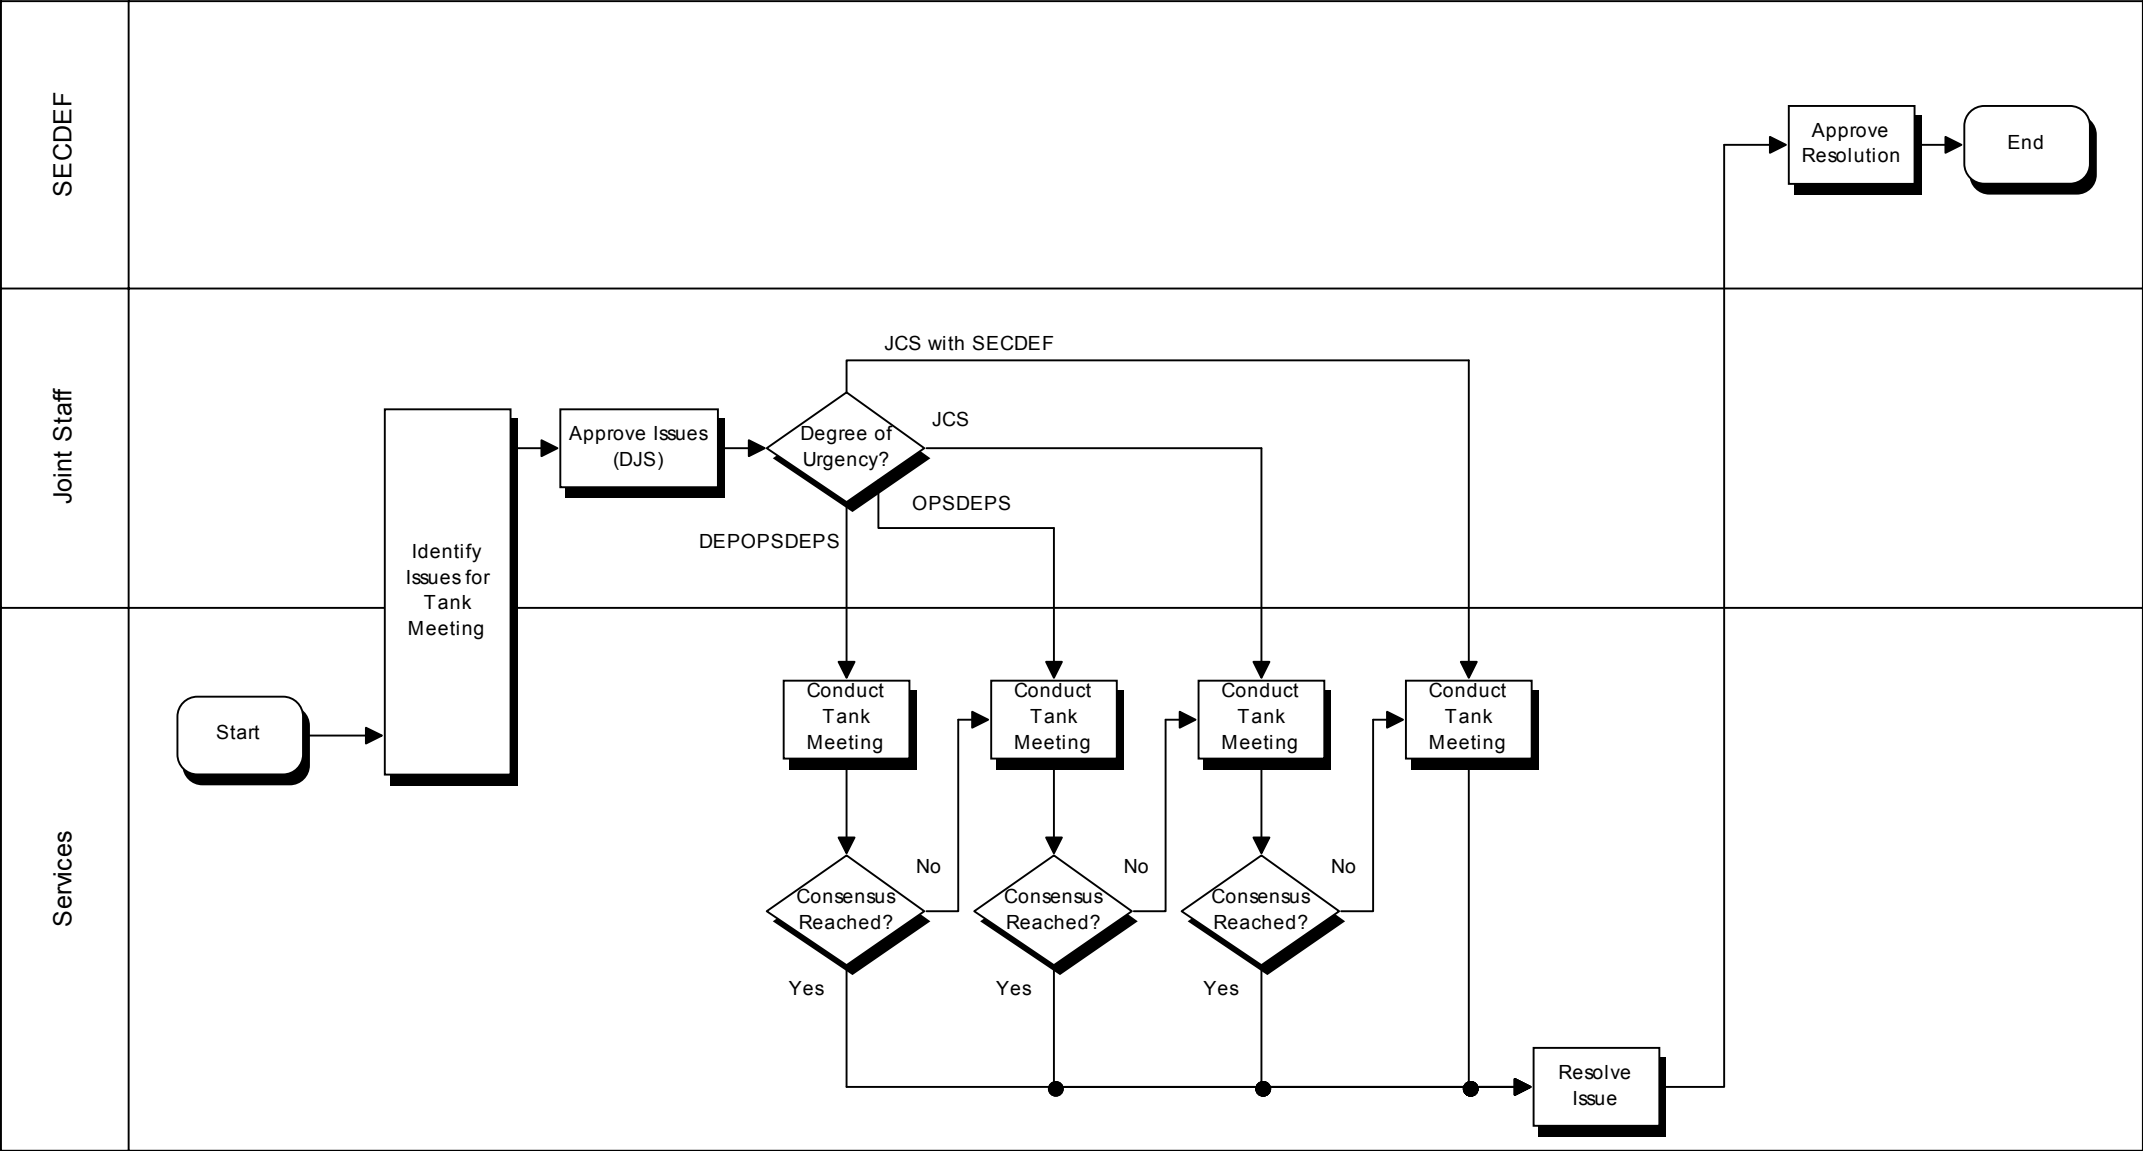 SECDEF
Approve
Resolution
End
Joint Staff
JCS with SECDEF
JCS
Approve Issues
(DJS)
Degree of
Urgency?
OPSDEPS
DEPOPSDEPS
Identify
Issues for
Tank
Meeting
Services
Start
Conduct
Tank
Meeting
Conduct
Tank
Meeting
Conduct
Tank
Meeting
Conduct
Tank
Meeting
No
No
No
Consensus
Reached?
Consensus
Reached?
Consensus
Reached?
Yes
Yes
Yes
Resolve
Issue